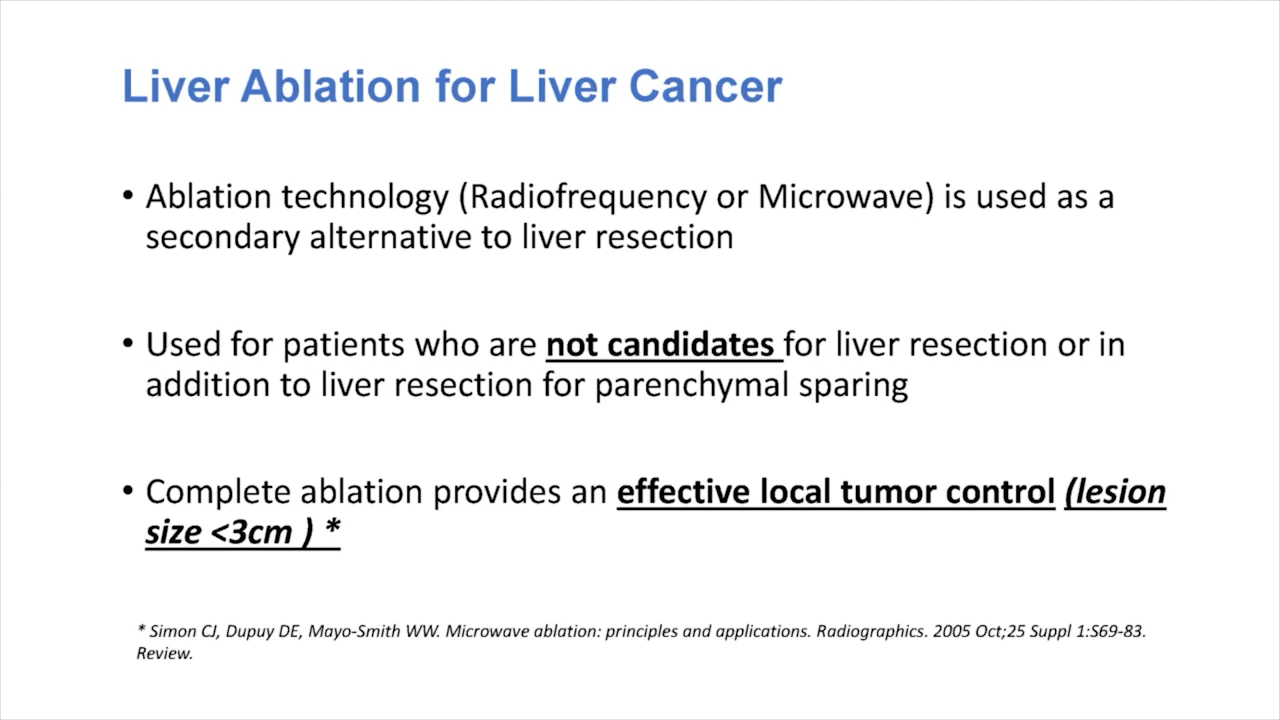 Liver Ablation for Liver Cancer
• Ablation technology (Radiofrequency or Microwave) is used as a
secondary alternative to liver resection
• Used for patients who are not candidates for liver resection or in
addition to liver resection for parenchymal sparing
• Complete ablation provides an effective local tumor control (lesion
size <3cm ) *
* Simon CJ, Dupuy DE, Mayo-Smith WW. Microwave ablation: principles and applications. Radiographics. 2005 Oct;25 Suppl 1:S69-83.
Review.